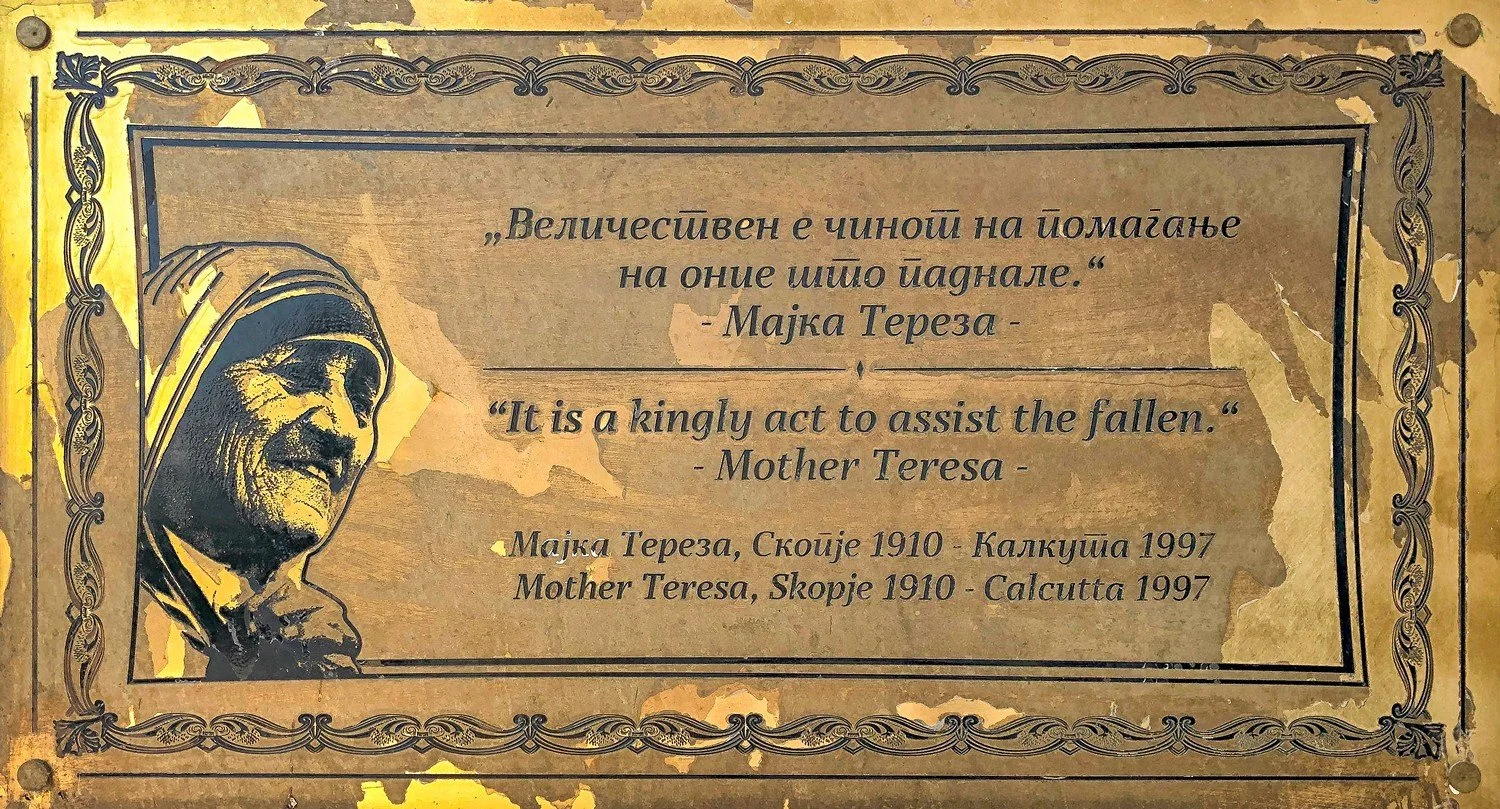 „Величествен е чинот на помагање
на оние што паднале.“
- Мајка Тереза -
“It is a kingly act to assist the fallen.“
- Mother Teresa -
Мајка Тереза, Скопје 1910 - Калкута 1997
Mother Teresa, Skopje 1910 - Calcutta 1997